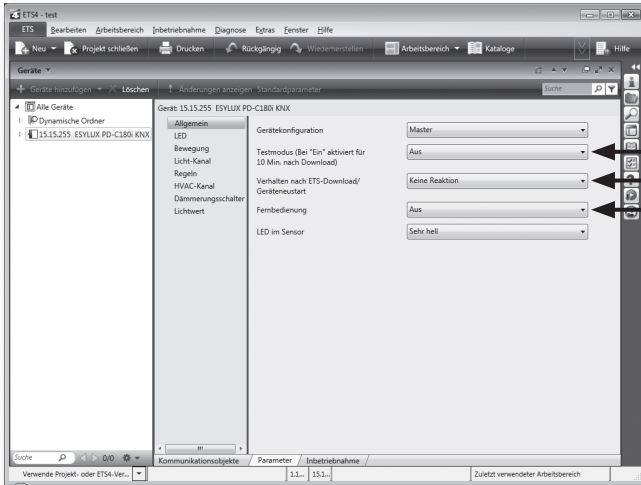 ETS4 - test
ETS Bearbeiten Arbeitsbereich Inbetriebnahme Diagnose Extras Fenster Hilfe
Neu Projekt schließen Drucken Rückgängig Wiederherstellen Arbeitsbereich Kataloge Hilfe
Geräte
Geräte hinzufügen Löschen Änderungen anzeigen Standardparameter Suche
Alle Geräte
Dynamische Ordner
15.15.255 ESYLUX PD-C180i KNX
Gerät: 15.15.255 ESYLUX PD-C180i KNX
Allgemein
LED
Bewegung
Licht-Kanal
Regeln
HVAC-Kanal
Dämmerungsschalter
Lichtwert
Gerätekonfiguration Master
Testmodus (Bei "Ein" aktiviert für
10 Min. nach Download) Aus
Verhalten nach ETS-Download/
Geräteneustart Keine Reaktion
Fernbedienung Aus
LED im Sensor Sehr hell
Suche 0/0
Kommunikationsobjekte Parameter Inbetriebnahme
Verwende Projekt- oder ETS4-Ver... 1.1... 15.1... Zuletzt verwendeter Arbeitsbereich